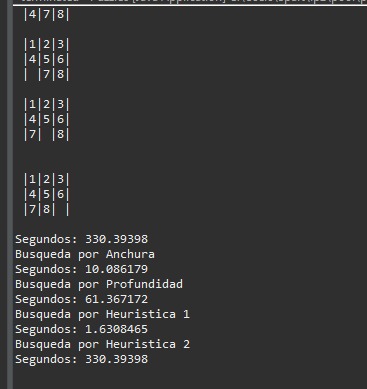 |4|7|8|
|1|2|3|
|4|5|6|
| |7|8|
|1|2|3|
|4|5|6|
|7| |8|
|1|2|3|
|4|5|6|
|7|8| |
Segundos: 330.39398
Busqueda por Anchura
Segundos: 10.086179
Busqueda por Profundidad
Segundos: 61.367172
Busqueda por Heuristica 1
Segundos: 1.6308465
Busqueda por Heuristica 2
Segundos: 330.39398